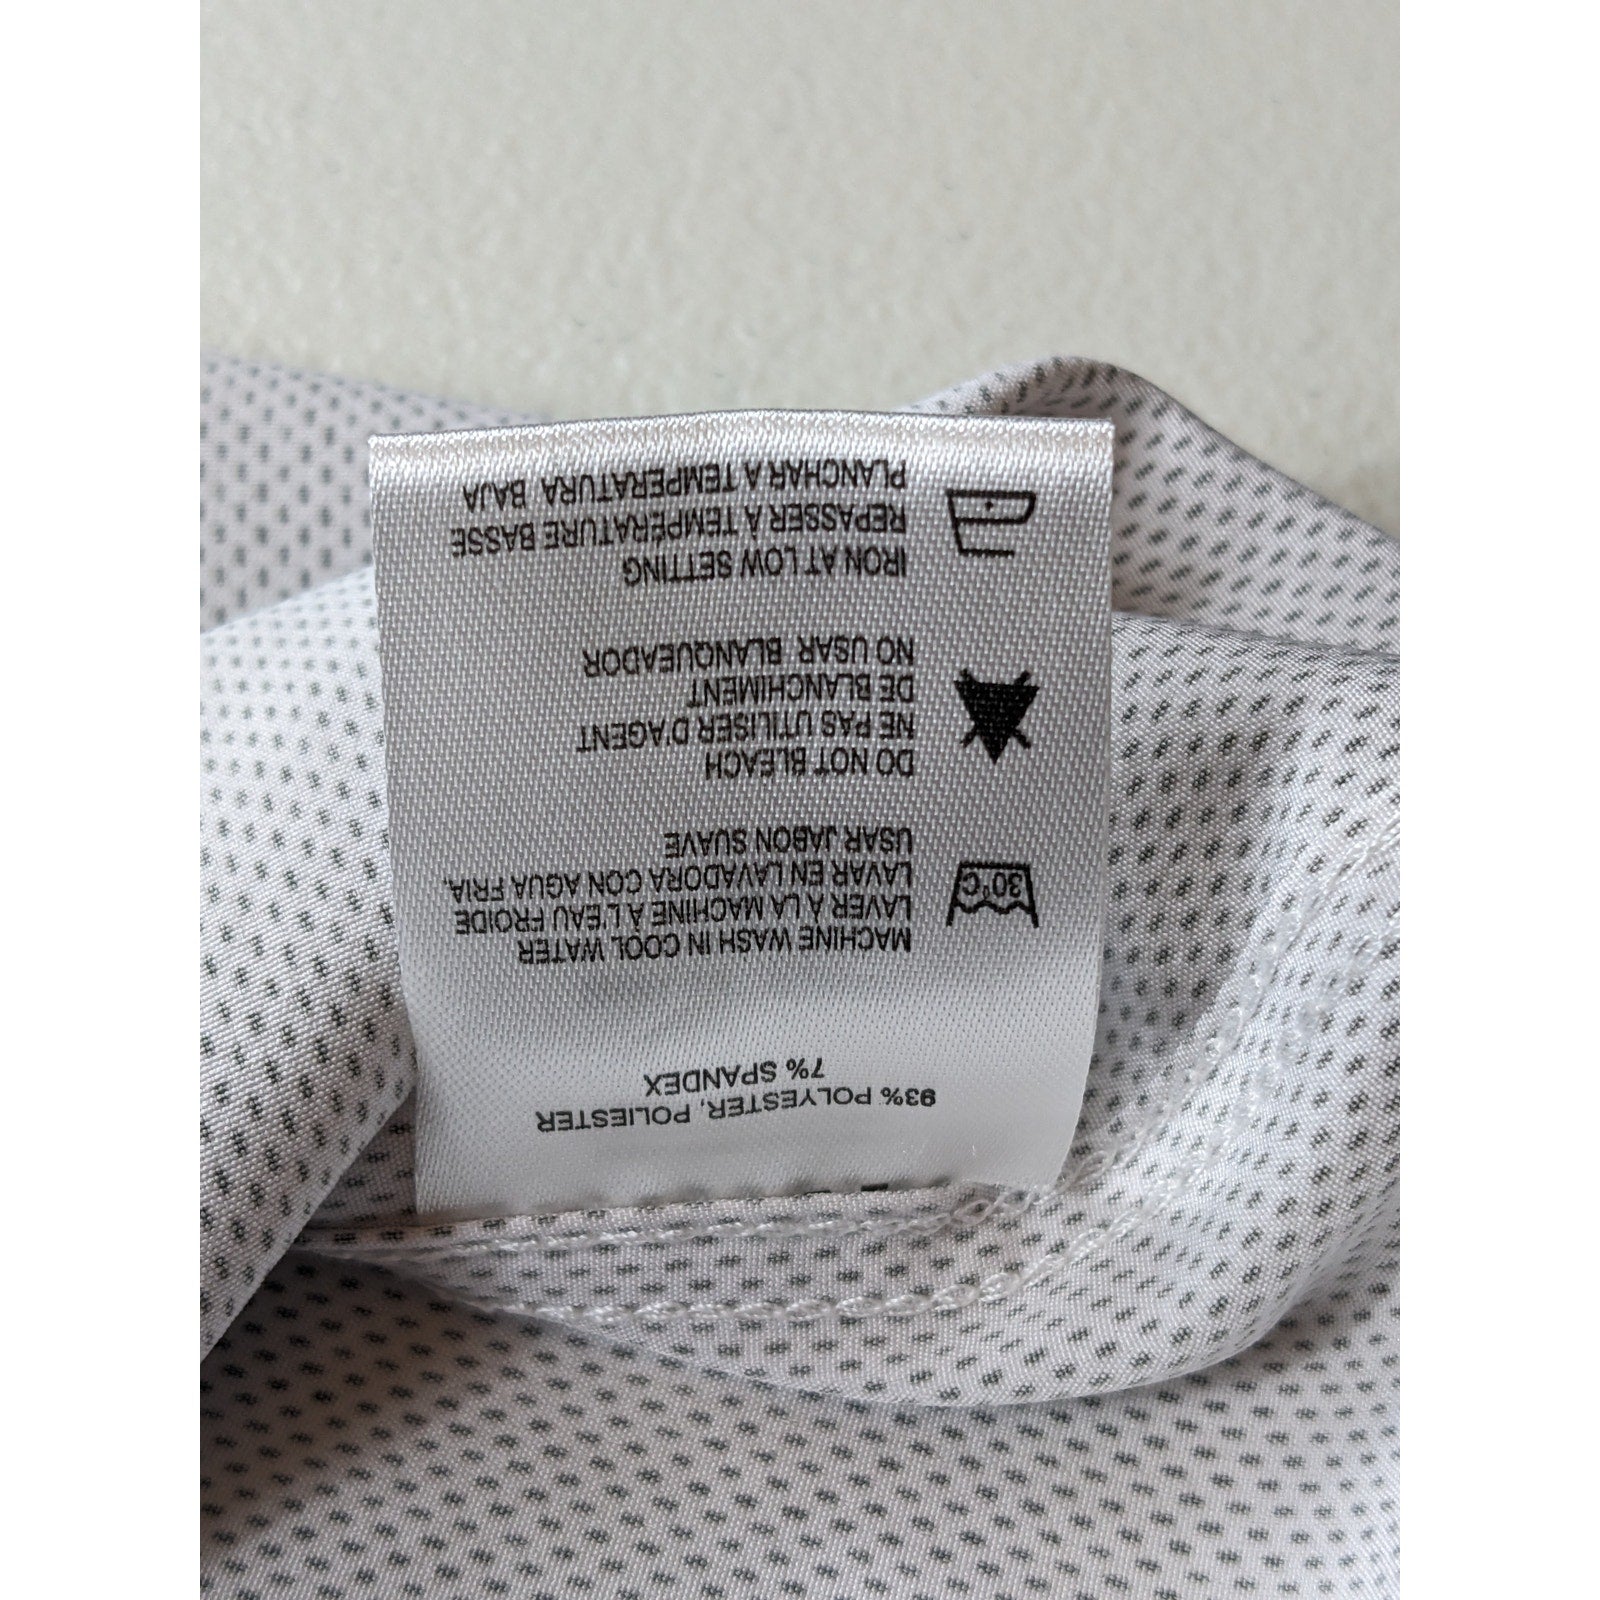 93% POLYESTER, POLIESTER
7% SPANDEX
MACHINE WASH IN COOL WATER
LAVER À LA MACHINE À L'EAU FROIDE
LAVAR EN LAVADORA CON AGUA FRIA,
USAR JABON SUAVE
30°C
DO NOT BLEACH
NE PAS UTILISER D'AGENT
DE BLANCHIMENT
NO USAR BLANQUEADOR
IRON AT LOW SETTING
REPASSER À TEMPÉRATURE BASSE
PLANCHAR A TEMPERATURA BAJA